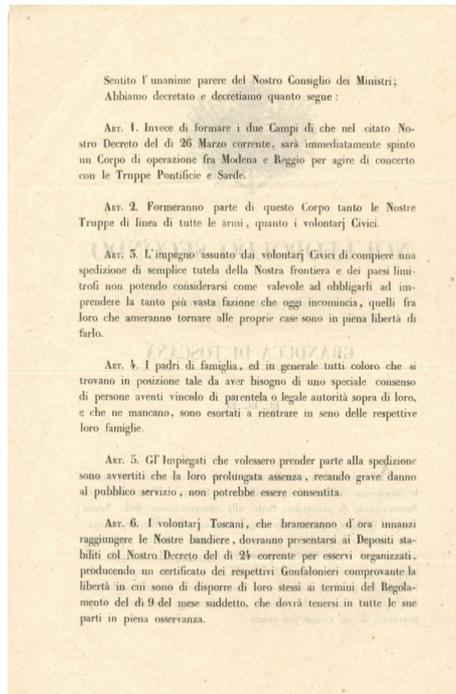 Sentito l'unanime parere del Nostro Consiglio dei Ministri;
Abbiamo decretato e decretiamo quanto segue:
ART. 1. Invece di formare i due Campi di che nel citato No-
stro Decreto del dì 26 Marzo corrente, sarà immediatamente spinto
un Corpo di operazione fra Modena e Reggio per agire di concerto
con le Trnppe Pontificie e Sarde.
ART. 2. Formeranno parte di questo Corpo tanto le Nostre
Truppe di linea di tutte le armi, quanto i volontarj Civici.
ART. 3. L'impegno assunto dai volontarj Civici di compiere una
spedizione di semplice tutela della Nostra frontiera e dei paesi limi-
trofi non potendo considerarsi come valevole ad obbligarli ad im-
prendere la tanto più vasta fazione che oggi incomincia, quelli fra
loro che ameranno tornare alle proprie case sono in piena libertà di
farlo.
ART. 4. I padri di famiglia, ed in generale tutti coloro che si
trovano in posizione tale da aver bisogno di uno speciale consenso
di persone aventi vincolo di parentela o legale autorità sopra di loro,
e che ne mancano, sono esortati a rientrare in seno delle respettive
loro famiglie.
ART. 5. Gl'Impiegati che volessero prender parte alla spedizione
sono avvertiti che la loro prolungata assenza, recando grave danno
al pubblico servizio, non potrebbe essere consentita.
ART. 6. I volontarj Toscani, che brameranno d'ora innanzi
raggiungere le Nostre bandiere, dovranno presentarsi ai Depositi sta-
biliti col Nostro Decreto del dì 24 corrente per esservi organizzati,
producendo un certificato dei respettivi Gonfalonieri comprovante la
libertà in cui sono di disporre di loro stessi ai termini del Regola-
mento del dì 9 del mese suddetto, che dovrà tenersi in tutte le sue
parti in piena osservanza.